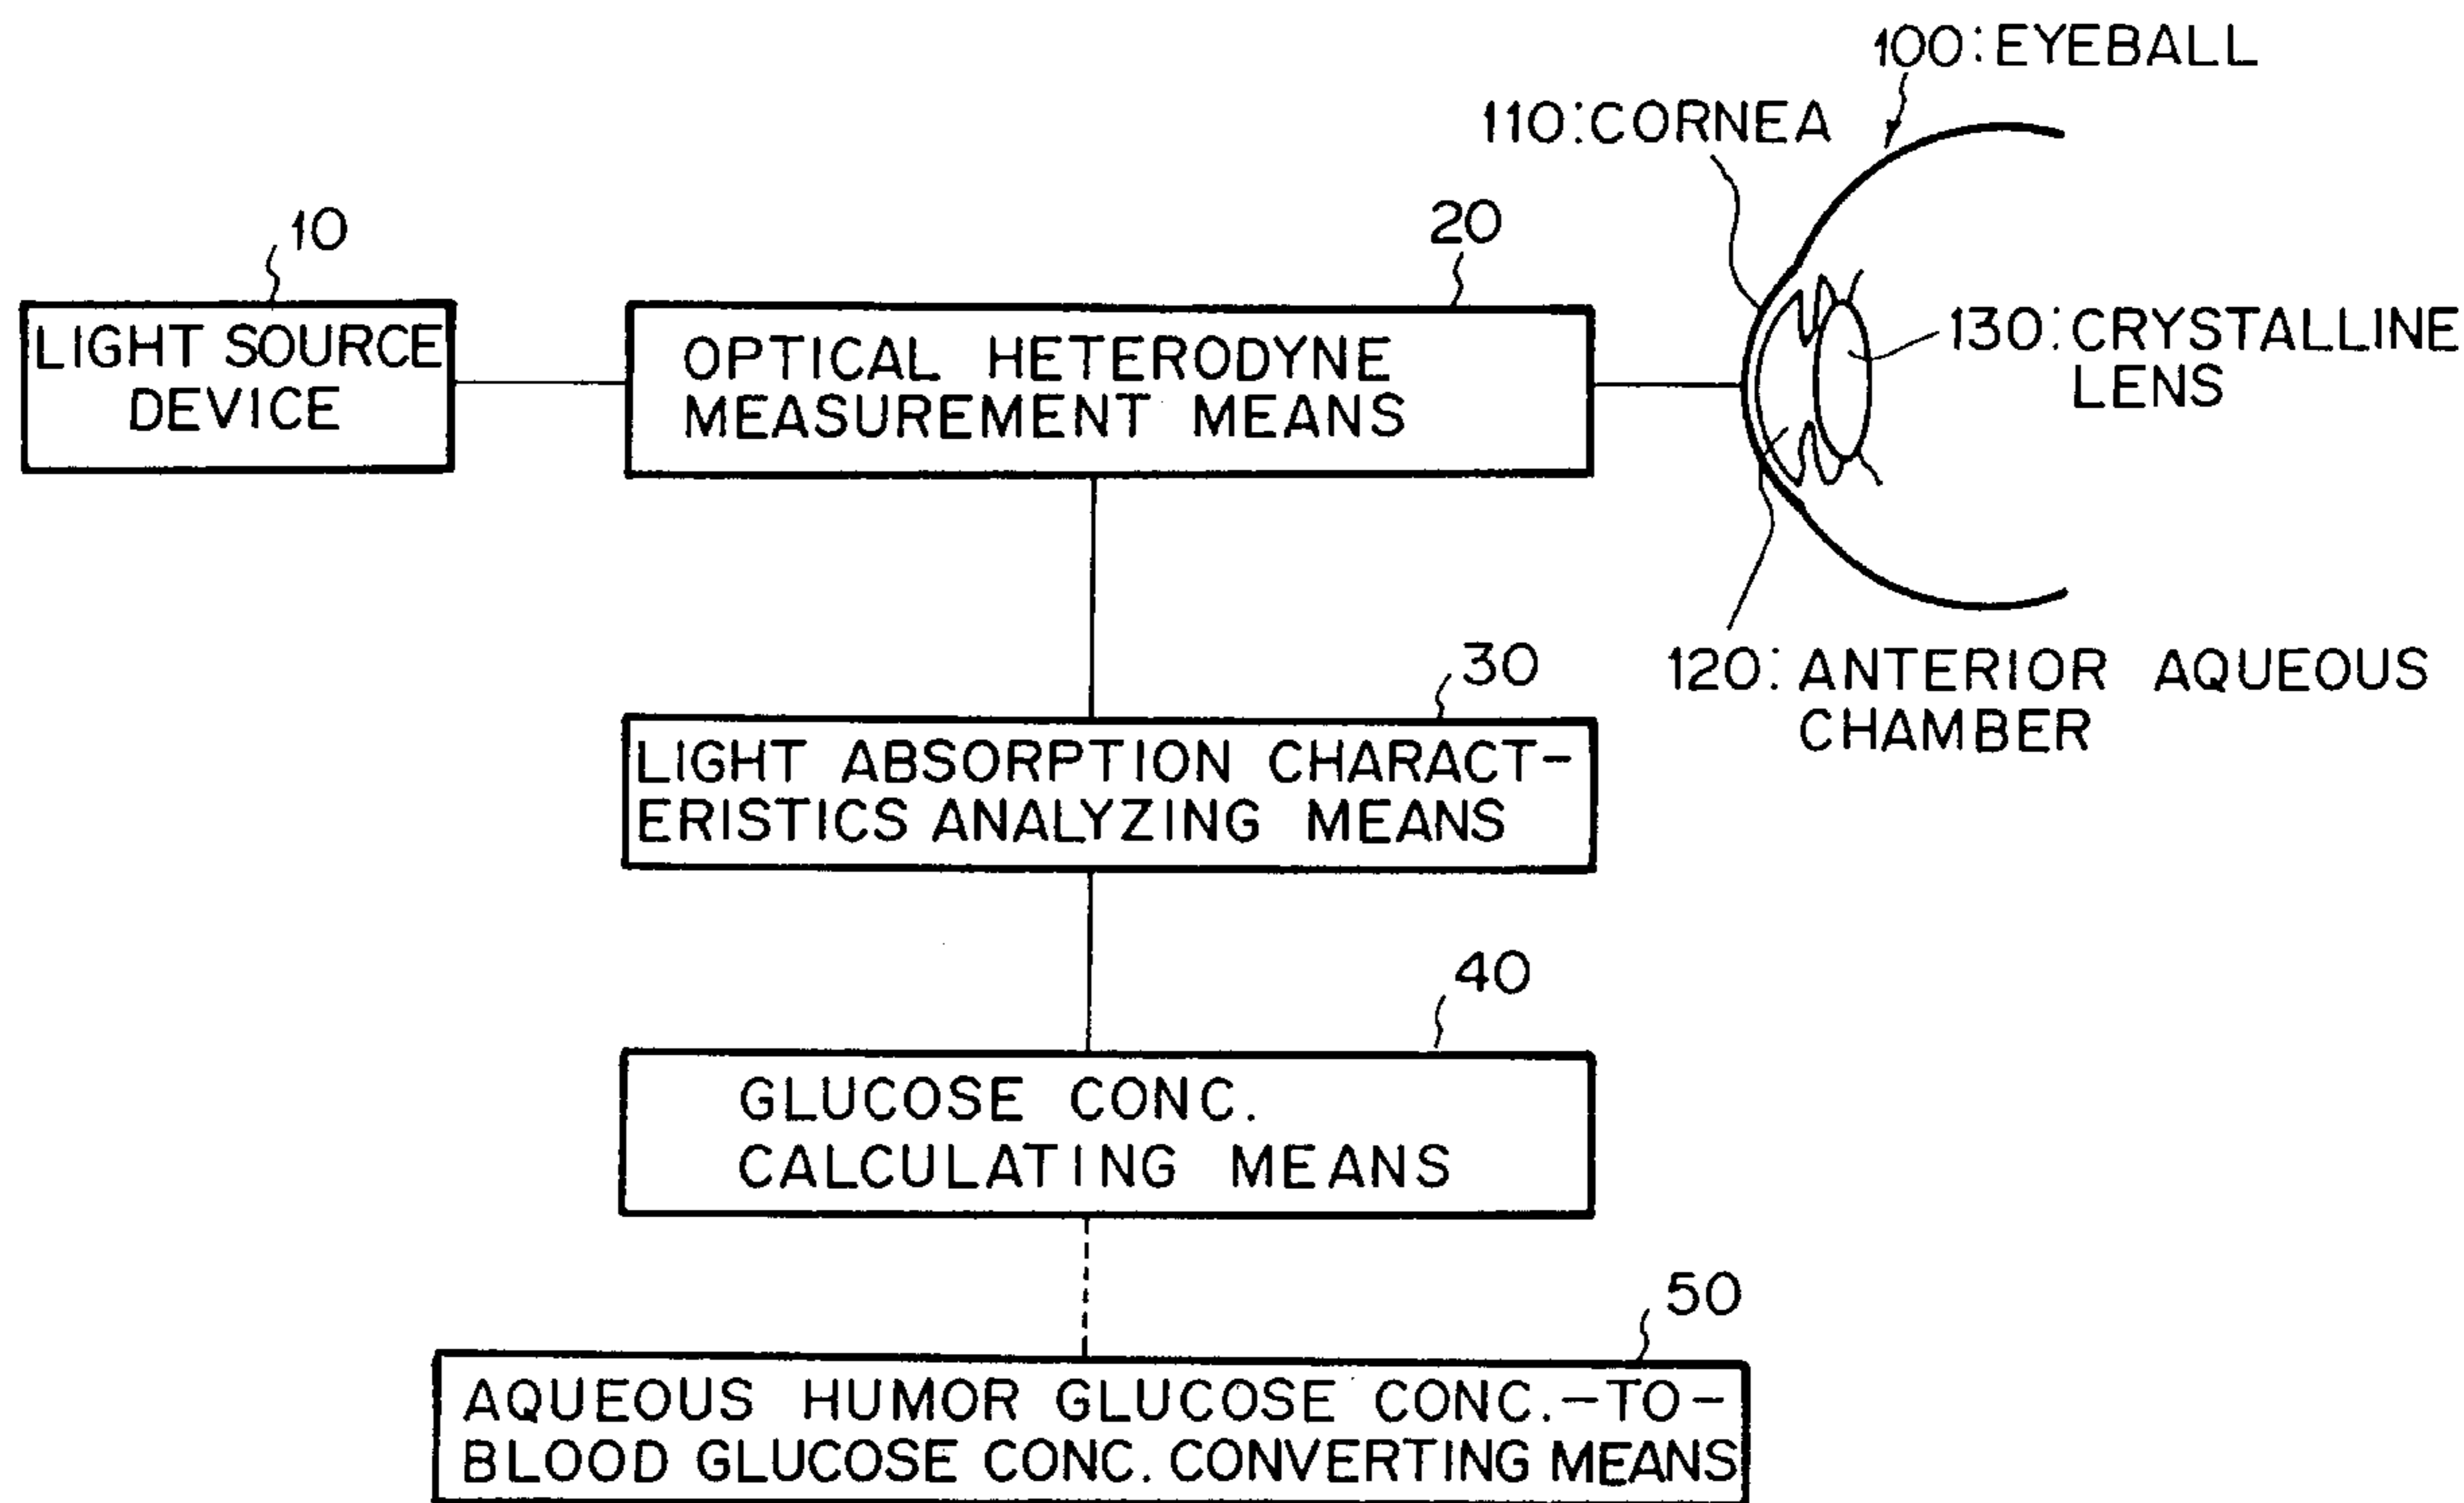 100:EYEBALL
110:CORNEA
20
10
LIGHT SOURCE
DEVICE
OPTICAL HETERODYNE
MEASUREMENT MEANS
130:CRYSTALLINE
LENS
30
120: ANTERIOR AQUEOUS
CHAMBER
LIGHT ABSORPTION CHARACT-
ERISTICS ANALYZING MEANS
40
GLUCOSE CONC.
CALCULATING MEANS
50
AQUEOUS HUMOR GLUCOSE CONC.-TO-
BLOOD GLUCOSE CONC. CONVERTING MEANS